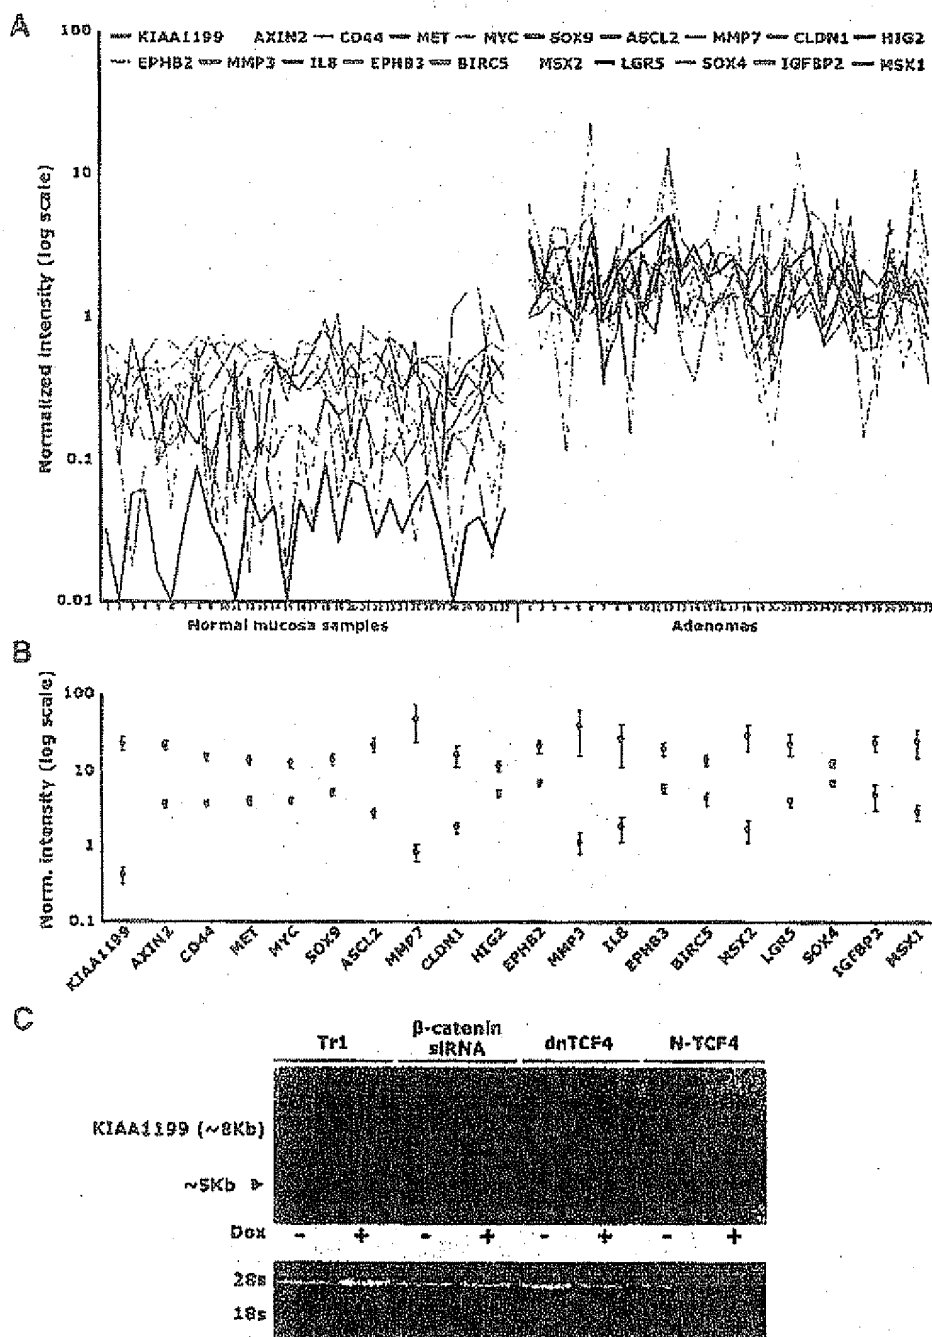 A
100
KIAA1199 AXIN2 CD44 MET MYC SOX9 ASCL2 MMP7 CLDN1 HIG2
EPHB2 MMP3 IL8 EPHB3 BIRC5 MSX2 LGR5 SOX4 IGFBP2 MSX1
Normalized intensity (log scale)
10
1
0.1
0.01
Normal mucosa samples
Adenomas
B
Norm. intensity (log scale)
100
10
1
0.1
KIAA1199 AXIN2 CD44 MET MYC SOX9 ASCL2 MMP7 CLDN1 HIG2 EPHB2 MMP3 IL8 EPHB3 BIRC5 MSX2 LGR5 SOX4 IGFBP2 MSX1
C
Tr1 β-catenin siRNA dnTCF4 N-TCF4
KIAA1199 (~8Kb)
~5Kb
Dox - + - + - + - +
28s
18s